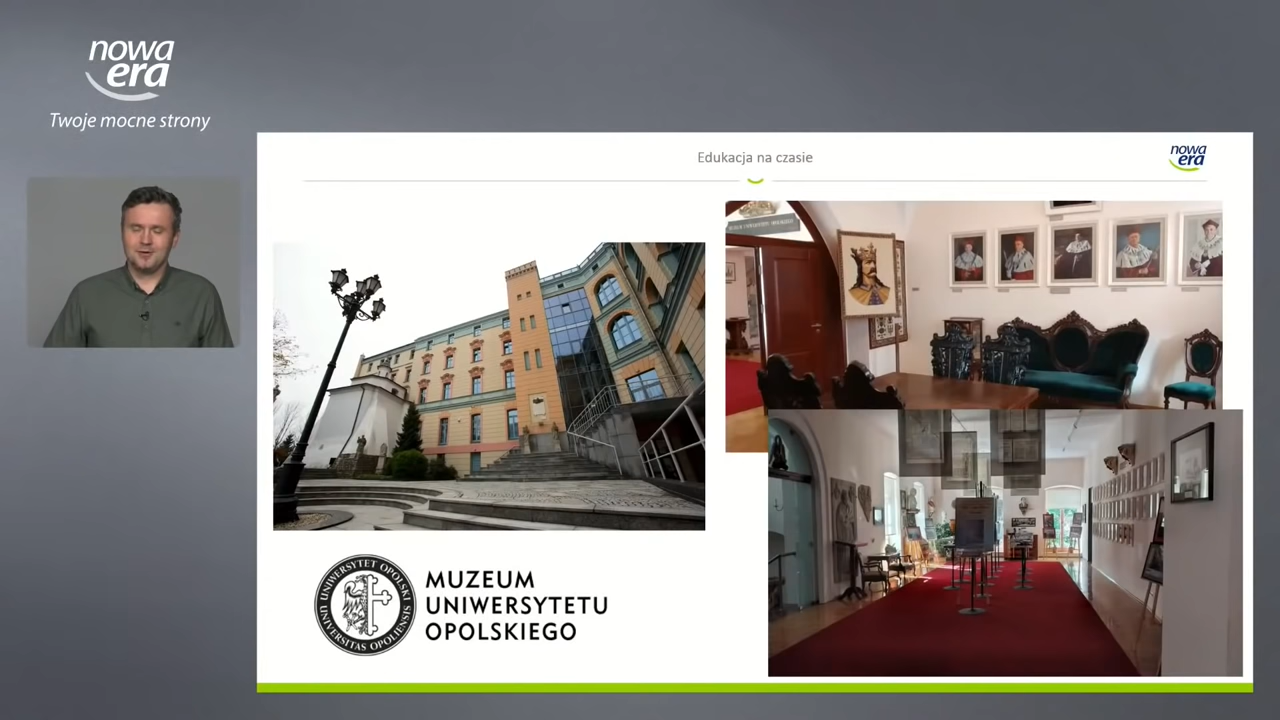 nowa
era
Twoje mocne strony
Edukacja na czasie
nowa
era
UNIWERSYTET OPOLSKI
UNIVERSITAS OPOLIENSIS
MUZEUM
UNIWERSYTETU
OPOLSKIEGO